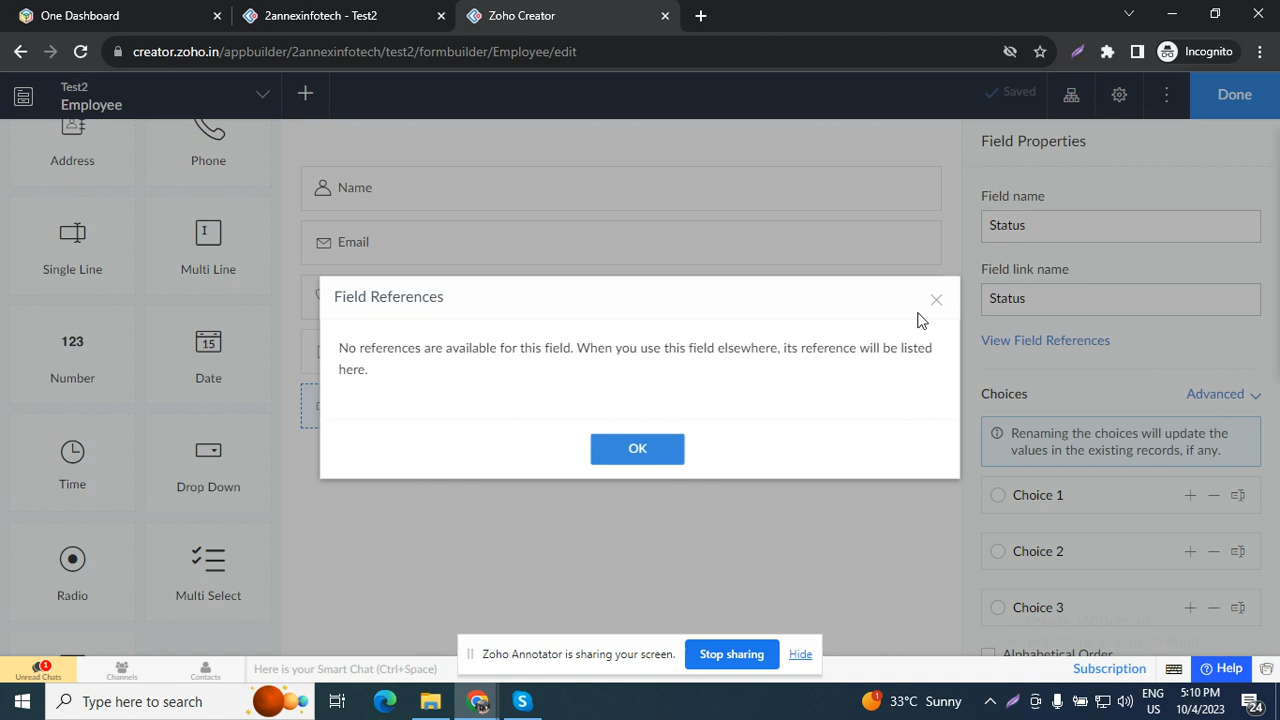 One Dashboard
2annexinfotech - Test2
Zoho Creator
creator.zoho.in/appbuilder/2annexinfotech/test2/formbuilder/Employee/edit
Incognito
Test2
Employee
Saved
Done
Address
Phone
Single Line
Multi Line
123
Number
15
Date
Time
Drop Down
Radio
Multi Select
Name
Email
Field References
No references are available for this field. When you use this field elsewhere, its reference will be listed
here.
OK
Field Properties
Field name
Status
Field link name
Status
View Field References
Choices
Advanced
Renaming the choices will update the
values in the existing records, if any.
Choice 1
Choice 2
Choice 3
Alphabetical Order
Zoho Annotator is sharing your screen.
Stop sharing
Hide
1
Unread Chats
Channels
Contacts
Here is your Smart Chat (Ctrl+Space)
Subscription
Help
Type here to search
1
33°C Sunny
ENG
US
5:10 PM
10/4/2023
24